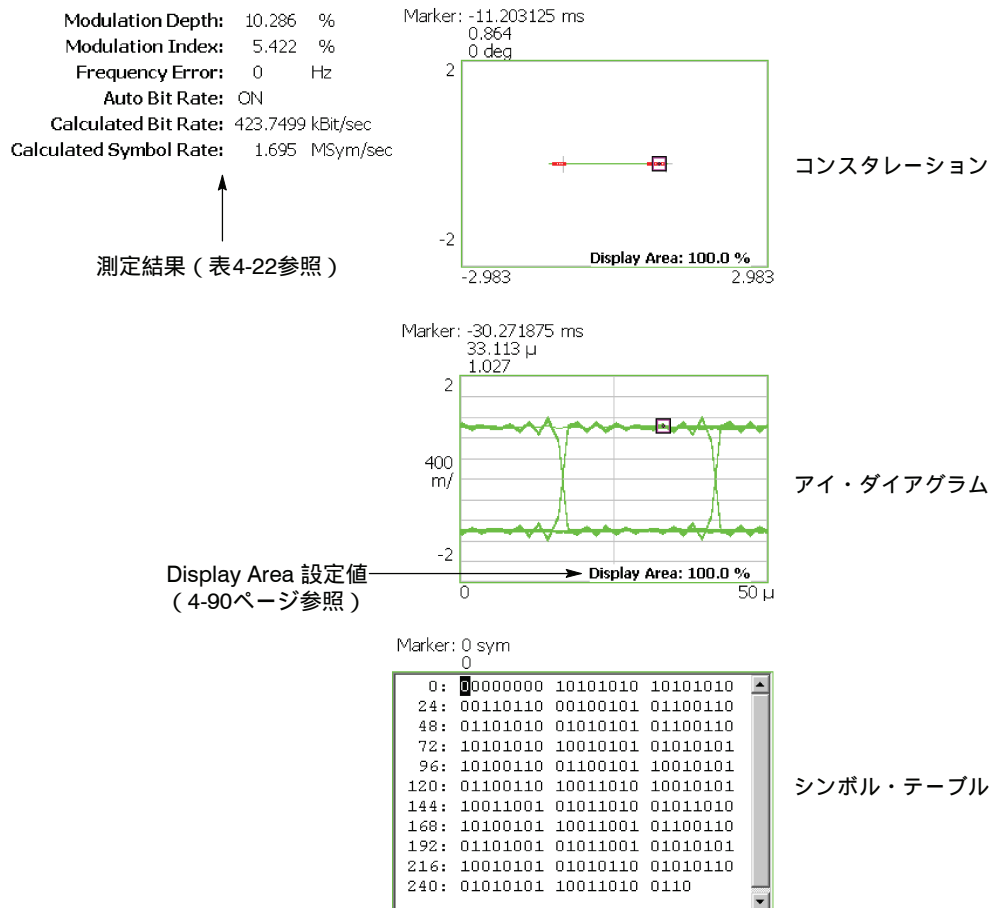 Modulation Depth: 10.286 %
Modulation Index: 5.422 %
Frequency Error: 0 Hz
Auto Bit Rate: ON
Calculated Bit Rate: 423.7499 kBit/sec
Calculated Symbol Rate: 1.695 MSym/sec
測定結果（表4-22参照）
Marker: -11.203125 ms
0.864
0 deg
2
-2
Display Area: 100.0 %
-2.983 2.983
コンスタレーション
Marker: -30.271875 ms
33.113 µ
1.027
2
400
m/
-2
Display Area: 100.0 %
0 50 µ
アイ・ダイアグラム
Display Area 設定値
（4-90ページ参照）
Marker: 0 sym
0
0: 00000000 10101010 10101010
24: 00110110 00100101 01100110
48: 01101010 01010101 01100110
72: 10101010 10010101 01010101
96: 10100110 01100101 10010101
120: 01100110 10011010 10010101
144: 10011001 01011010 01011010
168: 10100101 10011001 01100110
192: 01101001 01011001 01010101
216: 10010101 01010110 01010110
240: 01010101 10011010 0110
シンボル・テーブル